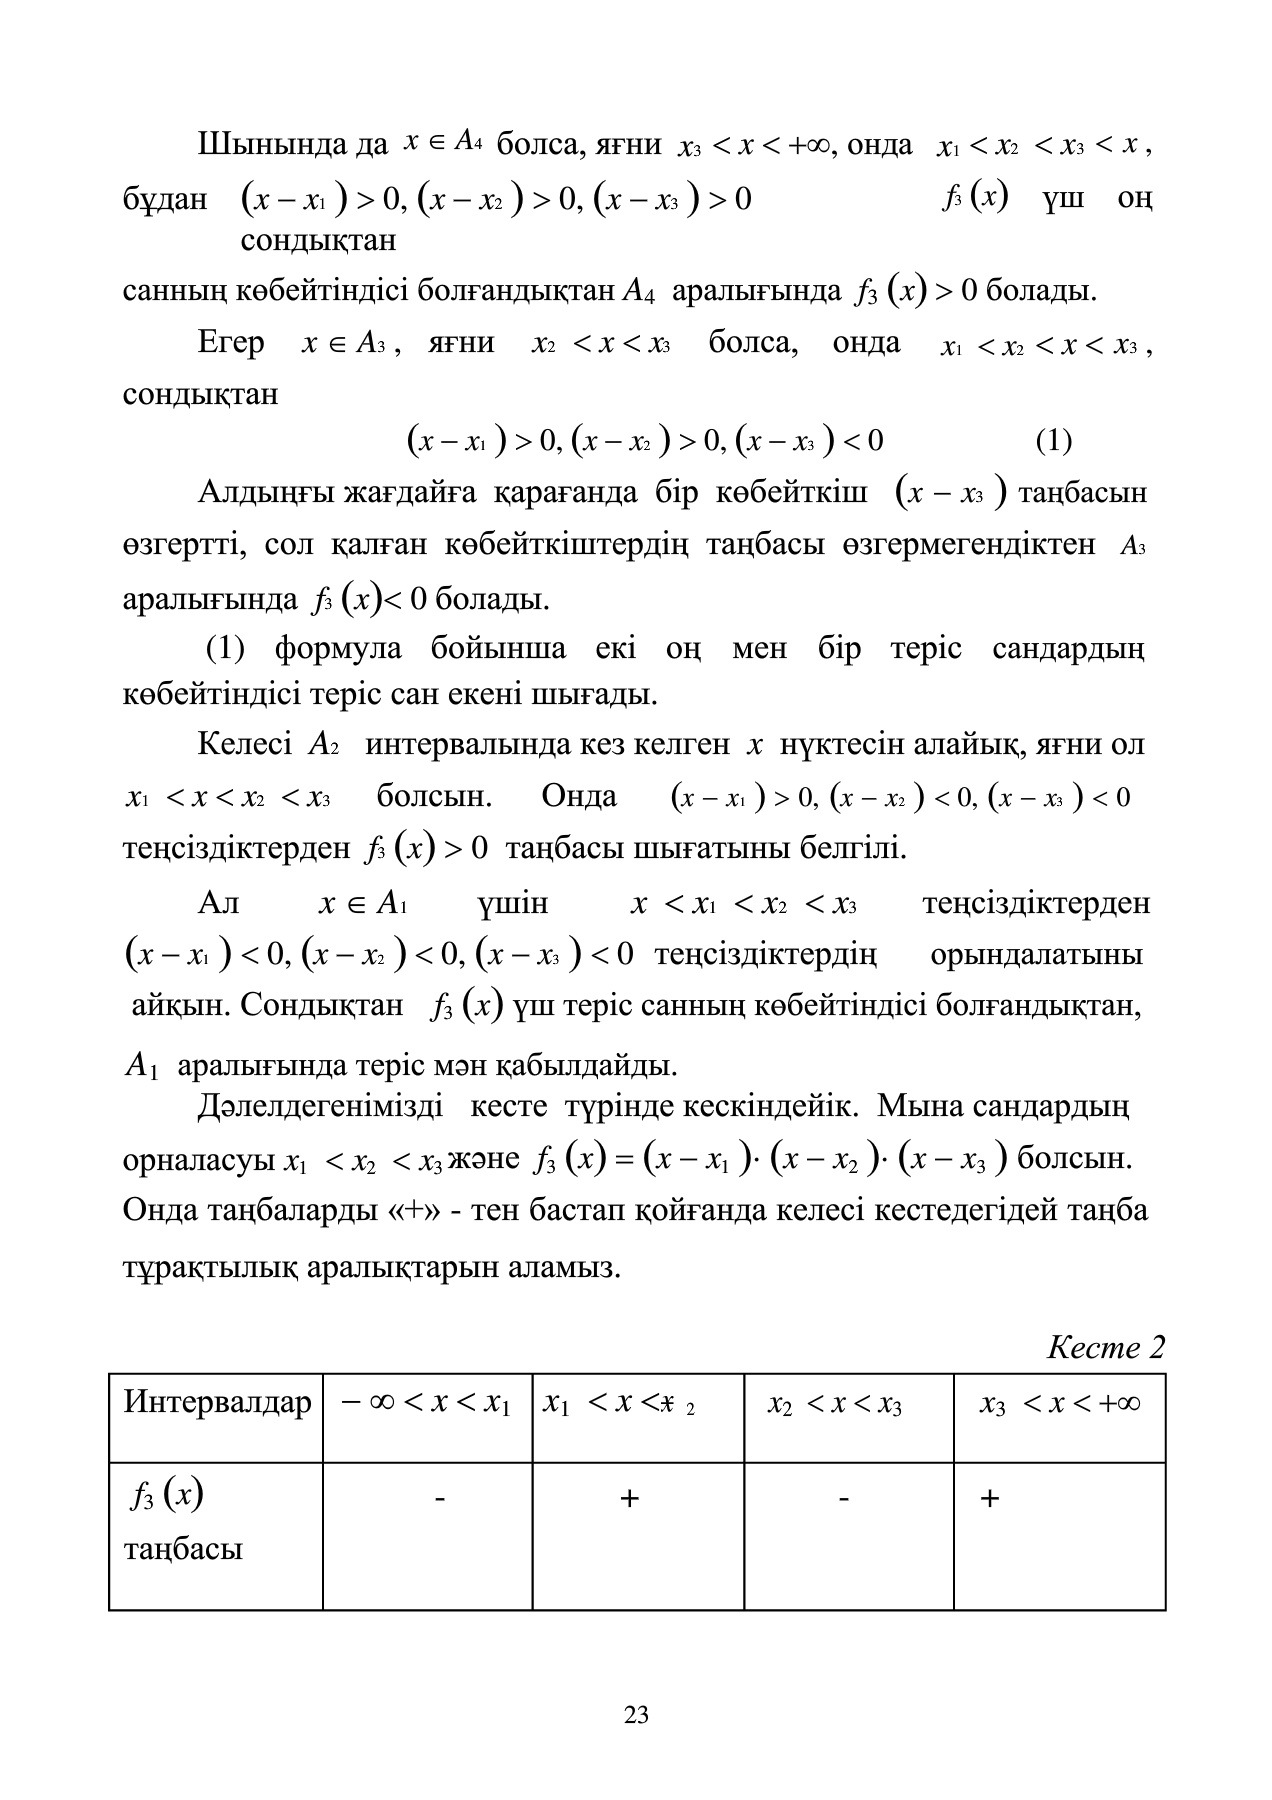 Шынында да x ∈ A4 болса, яғни x3 < x < +∞, онда x1 < x2 < x3 < x ,
бұдан (x − x1 ) > 0, (x − x2 ) > 0, (x − x3 ) > 0 f3 (x) үш оң
сондықтан
санның көбейтіндісі болғандықтан A4 аралығында f3 (x) > 0 болады.
Егер x ∈ A3 , яғни x2 < x < x3 болса, онда x1 < x2 < x < x3 ,
сондықтан
(x − x1 ) > 0, (x − x2 ) > 0, (x − x3 ) < 0 (1)
Алдыңғы жағдайға қарағанда бір көбейткіш (x − x3 ) таңбасын
өзгертті, сол қалған көбейткіштердің таңбасы өзгермегендіктен A3
аралығында f3 (x)< 0 болады.
(1) формула бойынша екі оң мен бір теріс сандардың
көбейтіндісі теріс сан екені шығады.
Келесі A2 интервалында кез келген x нүктесін алайық, яғни ол
x1 < x < x2 < x3 болсын. Онда (x − x1 ) > 0, (x − x2 ) < 0, (x − x3 ) < 0
теңсіздіктерден f3 (x) > 0 таңбасы шығатыны белгілі.
Ал x ∈ A1 үшін x < x1 < x2 < x3 теңсіздіктерден
(x − x1 ) < 0, (x − x2 ) < 0, (x − x3 ) < 0 теңсіздіктердің орындалатыны
айқын. Сондықтан f3 (x) үш теріс санның көбейтіндісі болғандықтан,
A1 аралығында теріс мән қабылдайды.
Дәлелдегенімізді кесте түрінде кескіндейік. Мына сандардың
орналасуы x1 < x2 < x3 және f3 (x) = (x − x1 )· (x − x2 )· (x − x3 ) болсын.
Онда таңбаларды «+» - тен бастап қойғанда келесі кестедегідей таңба
тұрақтылық аралықтарын аламыз.
Кесте 2
Интервалдар − ∞ < x < x1 x1 < x < x 2 x2 < x < x3 x3 < x < +∞
f3 (x) - + - +
таңбасы
23